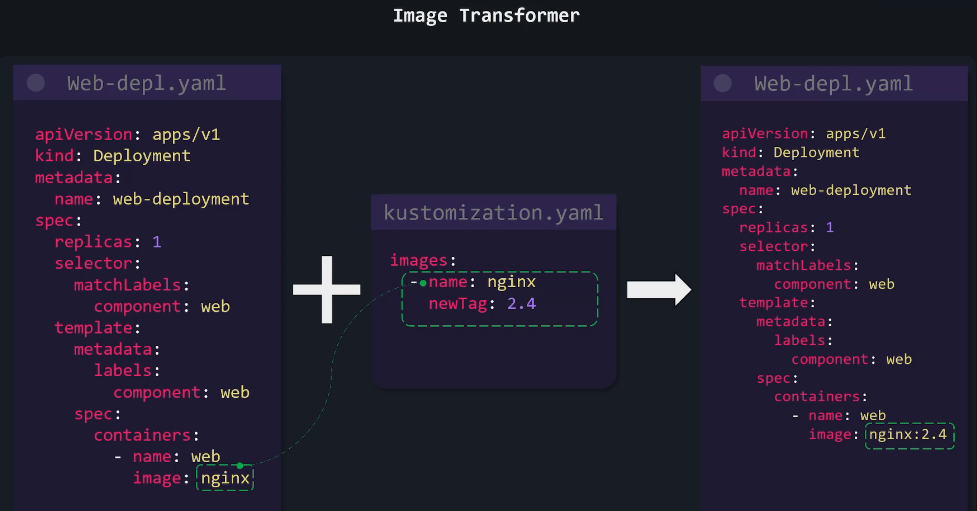 Image Transformer
Web-depl.yaml
apiVersion: apps/v1
kind: Deployment
metadata:
  name: web-deployment
spec:
  replicas: 1
  selector:
    matchLabels:
      component: web
  template:
    metadata:
      labels:
        component: web
    spec:
      containers:
        - name: web
          image: nginx
kustomization.yaml
images:
  - name: nginx
    newTag: 2.4
Web-depl.yaml
apiVersion: apps/v1
kind: Deployment
metadata:
  name: web-deployment
spec:
  replicas: 1
  selector:
    matchLabels:
      component: web
  template:
    metadata:
      labels:
        component: web
    spec:
      containers:
        - name: web
          image: nginx:2.4